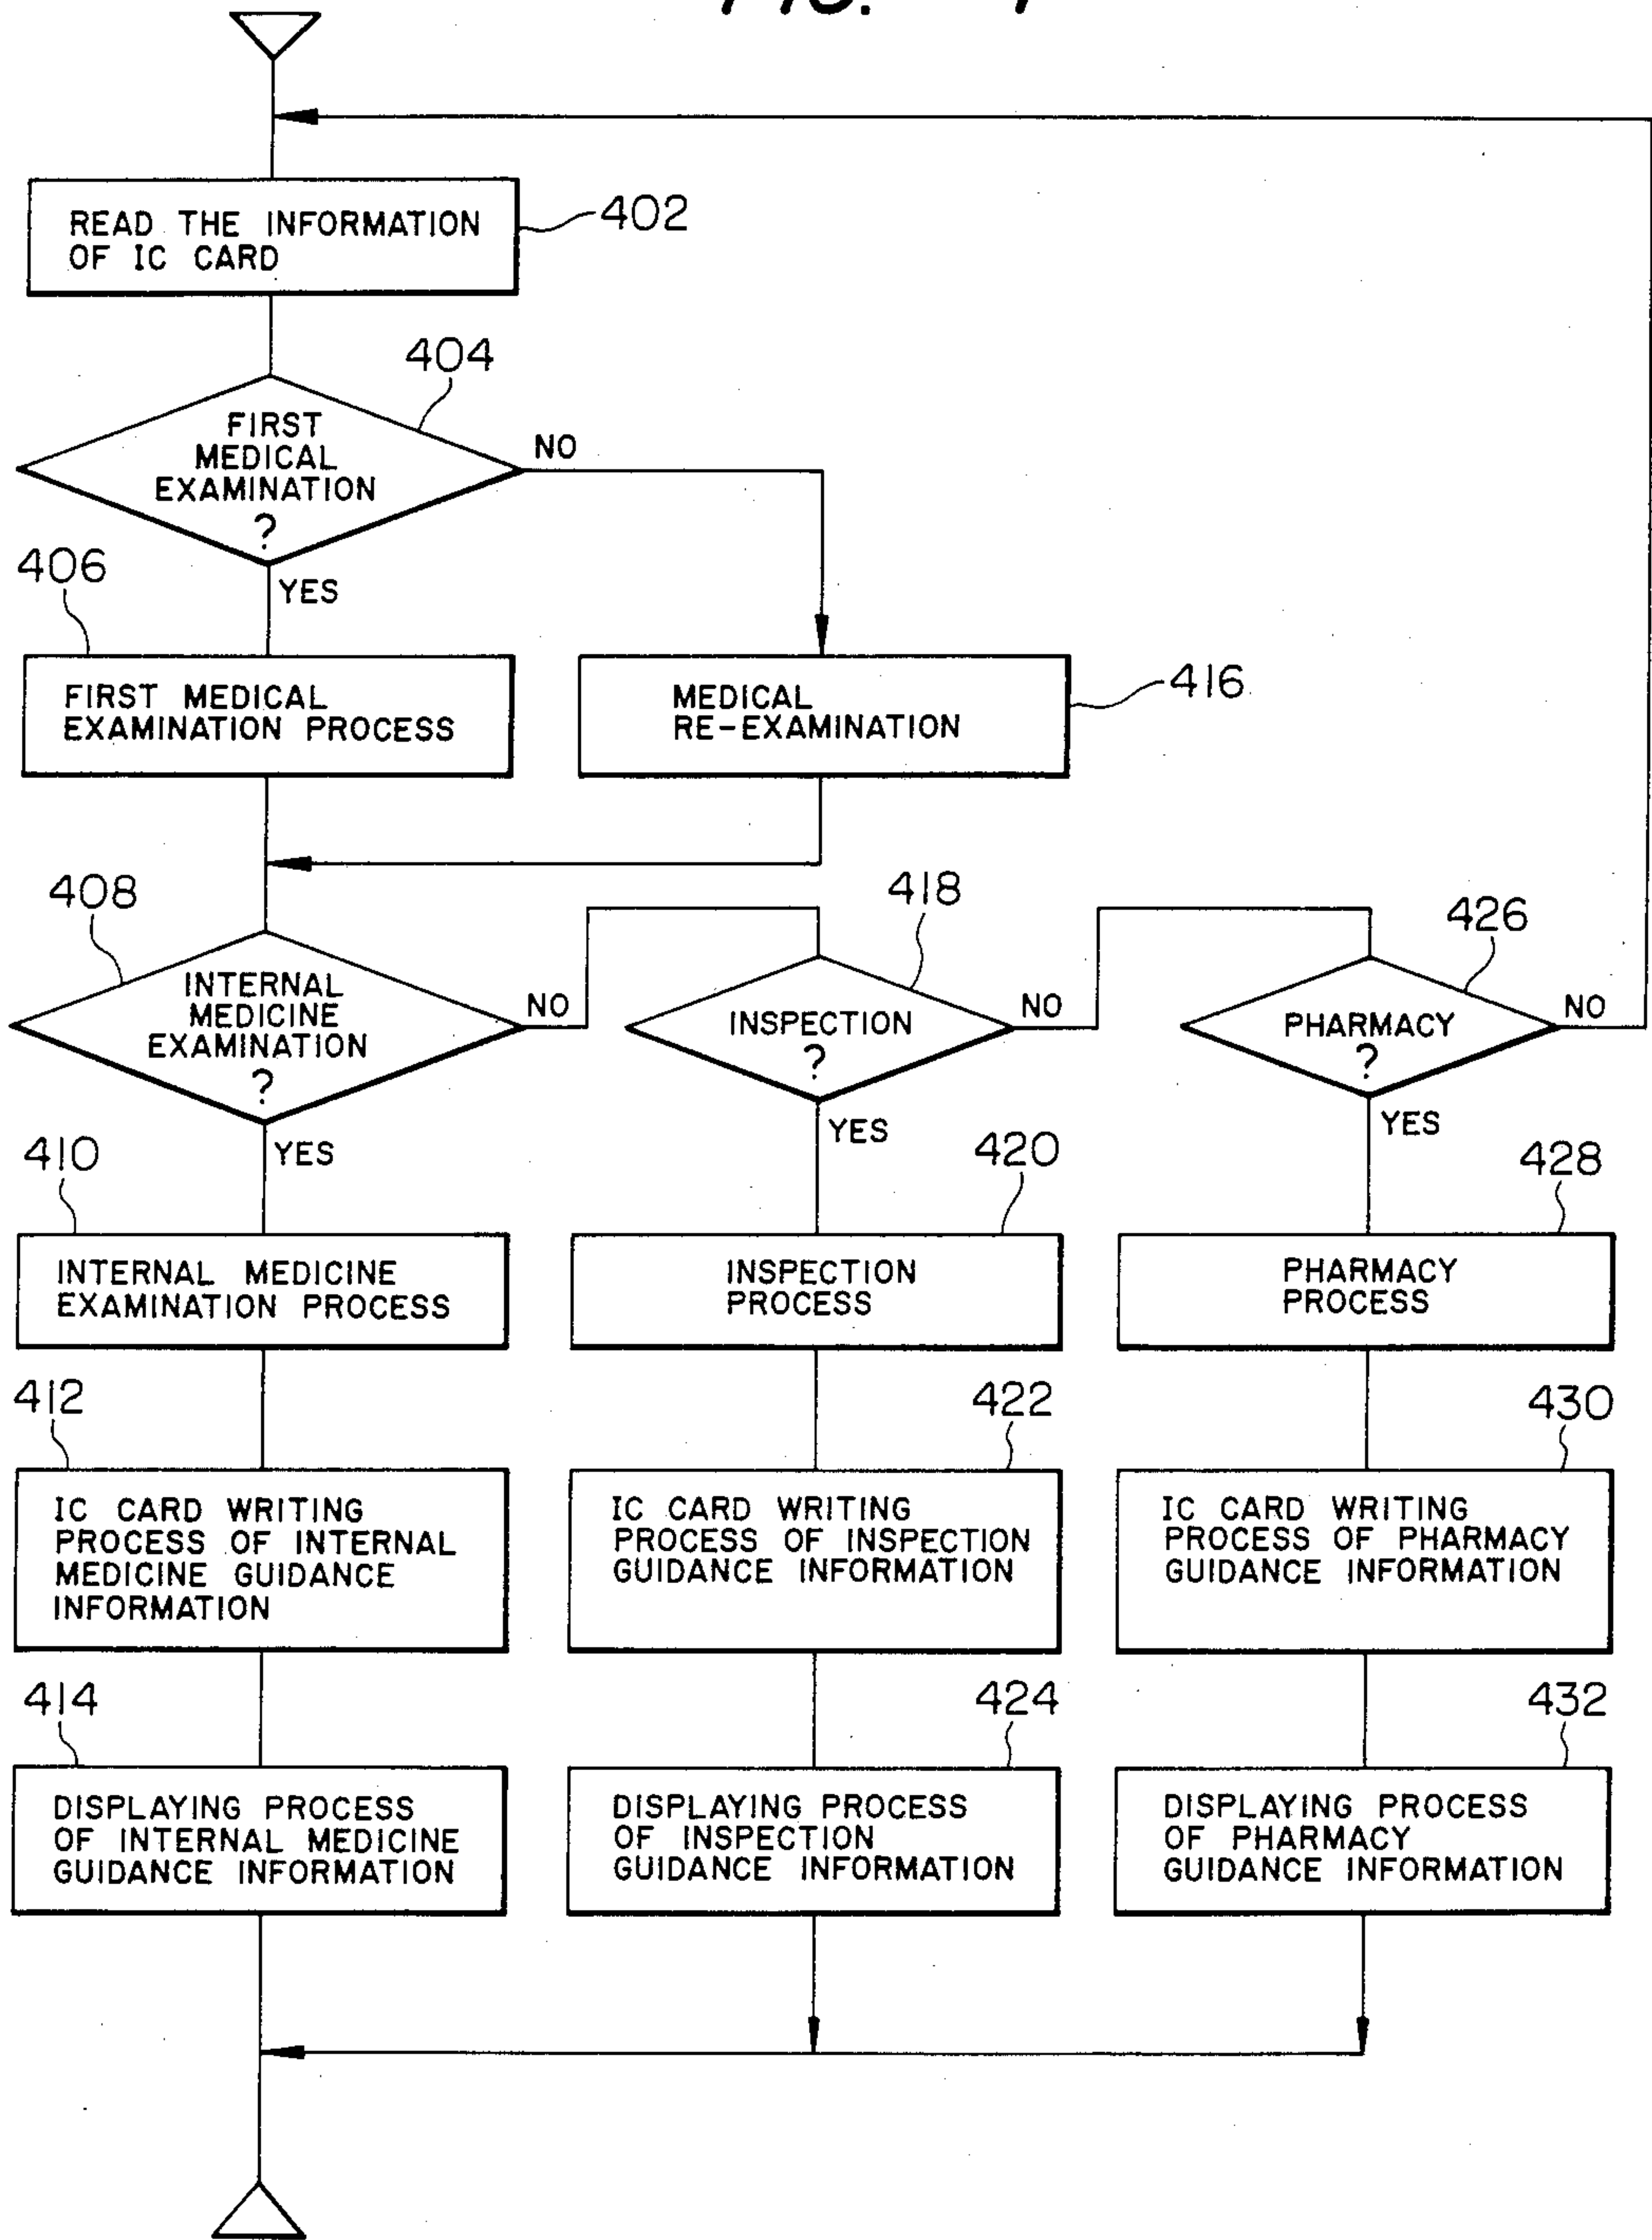 FIG.
READ THE INFORMATION
OF IC CARD
402
404
FIRST
MEDICAL
EXAMINATION
?
NO
YES
406
FIRST MEDICAL
EXAMINATION PROCESS
MEDICAL
RE-EXAMINATION
416
408
INTERNAL
MEDICINE
EXAMINATION
?
NO
YES
418
INSPECTION
?
NO
YES
426
PHARMACY
?
NO
YES
410
INTERNAL MEDICINE
EXAMINATION PROCESS
420
INSPECTION
PROCESS
428
PHARMACY
PROCESS
412
IC CARD WRITING
PROCESS OF INTERNAL
MEDICINE GUIDANCE
INFORMATION
422
IC CARD WRITING
PROCESS OF INSPECTION
GUIDANCE INFORMATION
430
IC CARD WRITING
PROCESS OF PHARMACY
GUIDANCE INFORMATION
414
DISPLAYING PROCESS
OF INTERNAL MEDICINE
GUIDANCE INFORMATION
424
DISPLAYING PROCESS
OF INSPECTION
GUIDANCE INFORMATION
432
DISPLAYING PROCESS
OF PHARMACY
GUIDANCE INFORMATION